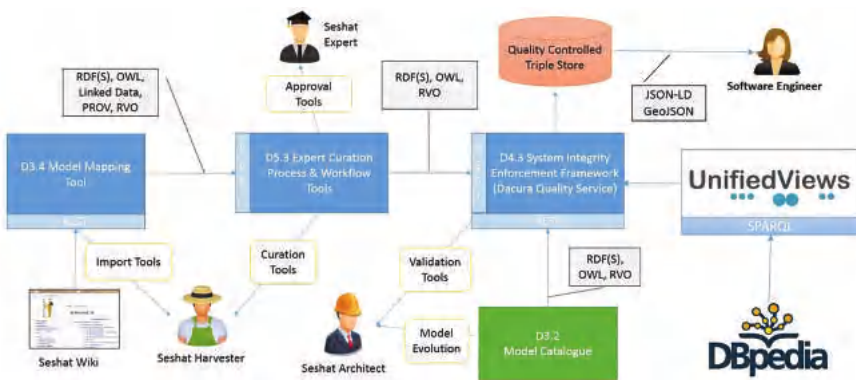 Seshat
Expert
Quality Controlled
Triple Store
Software Engineer
RDF(S), OWL,
Linked Data,
PROV, RVO
Approval
Tools
RDF(S), OWL,
RVO
JSON-LD
GeoJSON
D3.4 Model Mapping
Tool
D5.3 Expert Curation
Process & Workflow
Tools
D4.3 System Integrity
Enforcement Framework
(Dacura Quality Service)
UnifiedViews
SPARQL
Import Tools
Curation
Tools
Validation
Tools
RDF(S),
OWL, RVO
Seshat Wiki
Seshat Harvester
Seshat Architect
Model
Evolution
D3.2
Model Catalogue
DBpedia